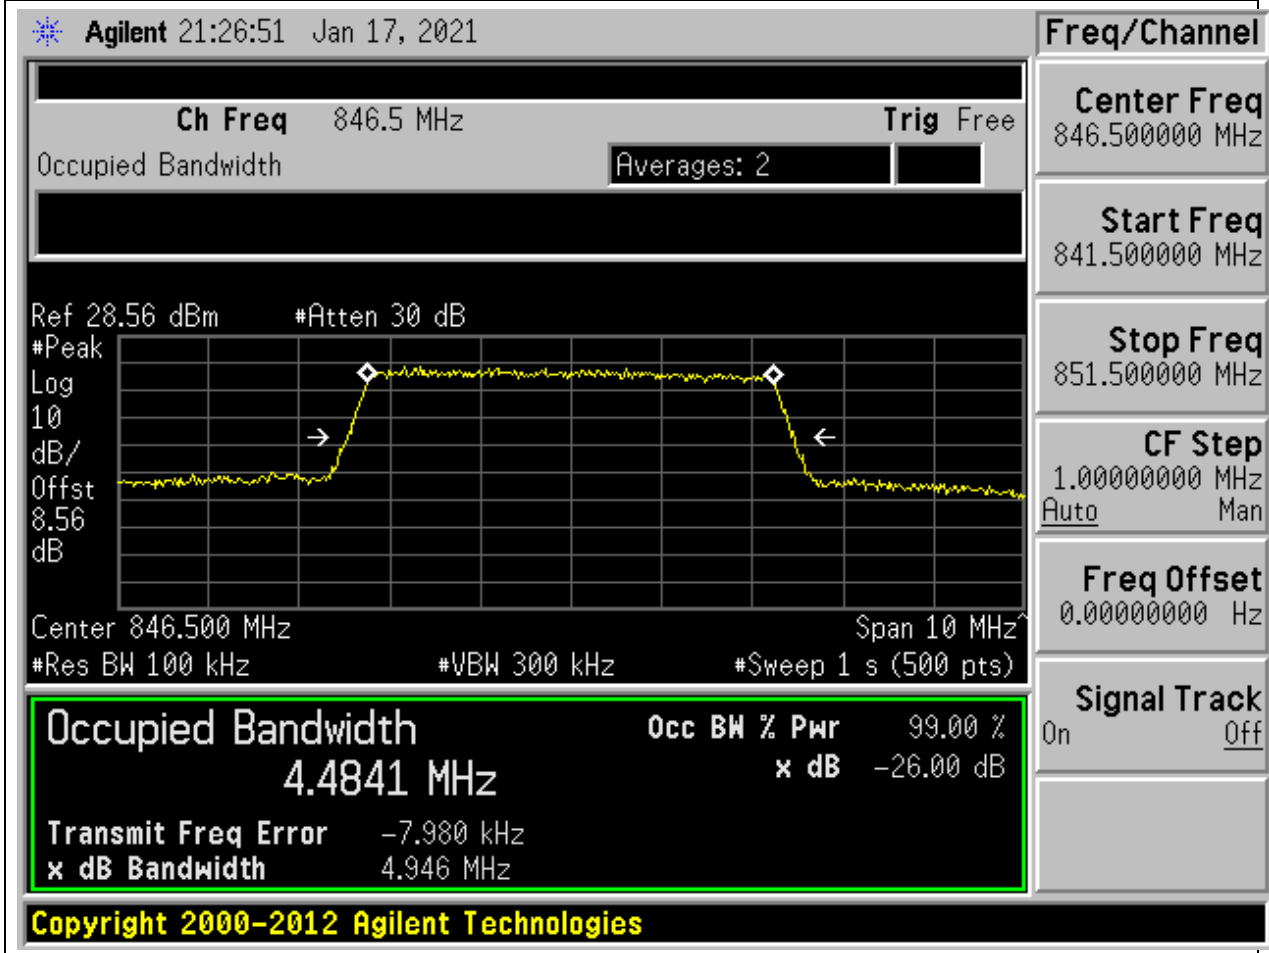 Agilent 21:26:51 Jan 17, 2021
Freq/Channel
Ch Freq 846.5 MHz Trig Free
Occupied Bandwidth Averages: 2
Center Freq
846.500000 MHz
Start Freq
841.500000 MHz
Stop Freq
851.500000 MHz
CF Step
1.00000000 MHz
Auto Man
Freq Offset
0.00000000 Hz
Signal Track
On Off
Ref 28.56 dBm #Atten 30 dB
#Peak
Log
10
dB/
Offst
8.56
dB
Center 846.500 MHz Span 10 MHz^
#Res BW 100 kHz #VBW 300 kHz #Sweep 1 s (500 pts)
Occupied Bandwidth Occ BW % Pwr 99.00 %
4.4841 MHz x dB -26.00 dB
Transmit Freq Error -7.980 kHz
x dB Bandwidth 4.946 MHz
Copyright 2000-2012 Agilent Technologies